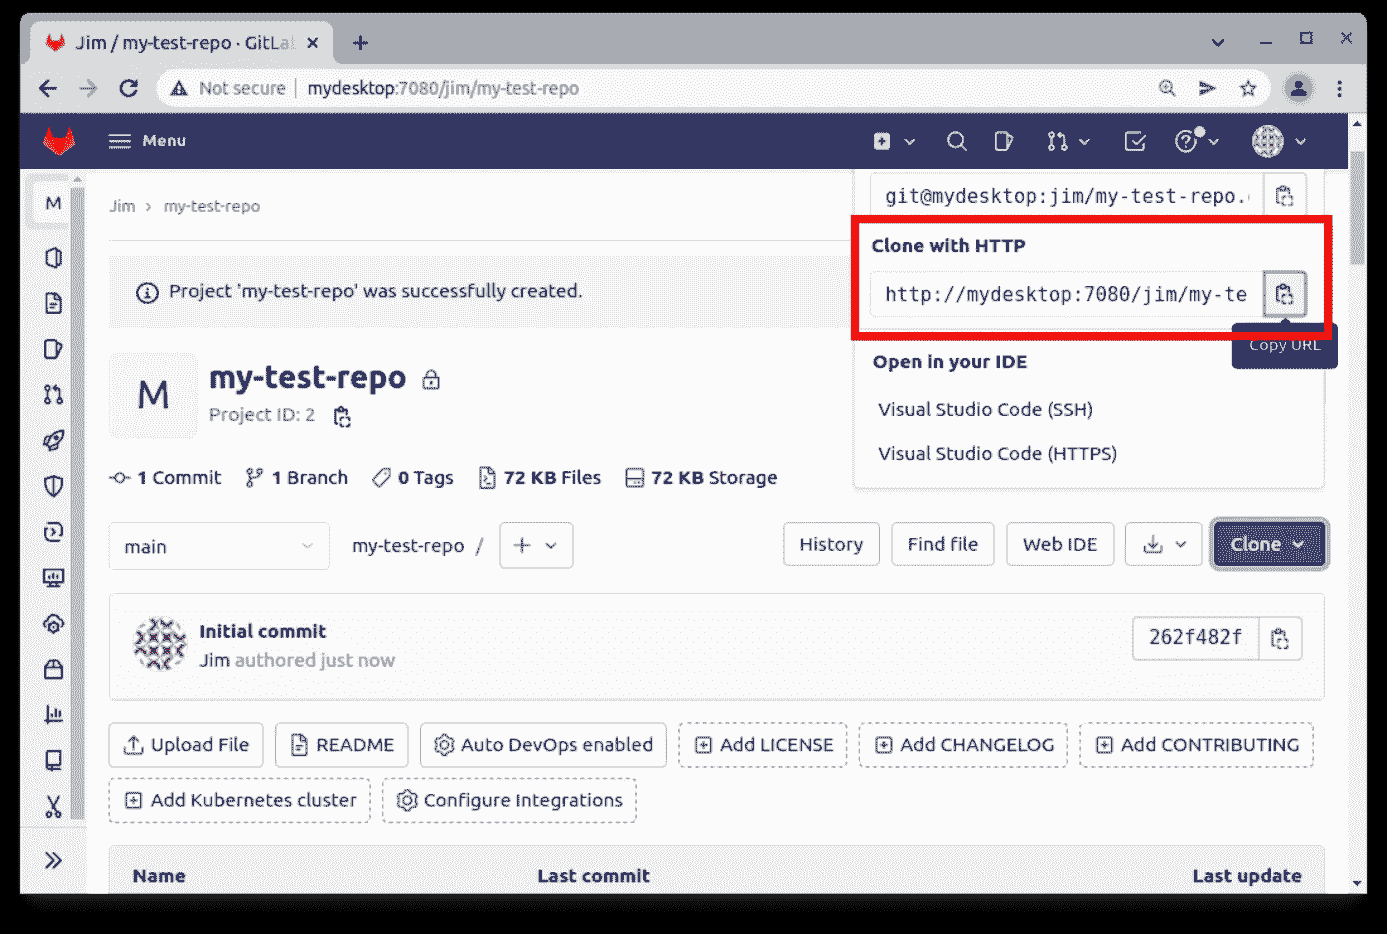 Jim / my-test-repo · GitLa
Not secure mydesktop:7080/jim/my-test-repo
Menu
M
Jim › my-test-repo
git@mydesktop:jim/my-test-repo.
Clone with HTTP
http://mydesktop:7080/jim/my-te
Copy URL
Open in your IDE
Visual Studio Code (SSH)
Visual Studio Code (HTTPS)
Project 'my-test-repo' was successfully created.
M
my-test-repo
Project ID: 2
1 Commit 1 Branch 0 Tags 72 KB Files 72 KB Storage
main my-test-repo / + History Find file Web IDE Clone
Initial commit
Jim authored just now
262f482f
Upload File README Auto DevOps enabled Add LICENSE Add CHANGELOG Add CONTRIBUTING
Add Kubernetes cluster Configure Integrations
Name Last commit Last update